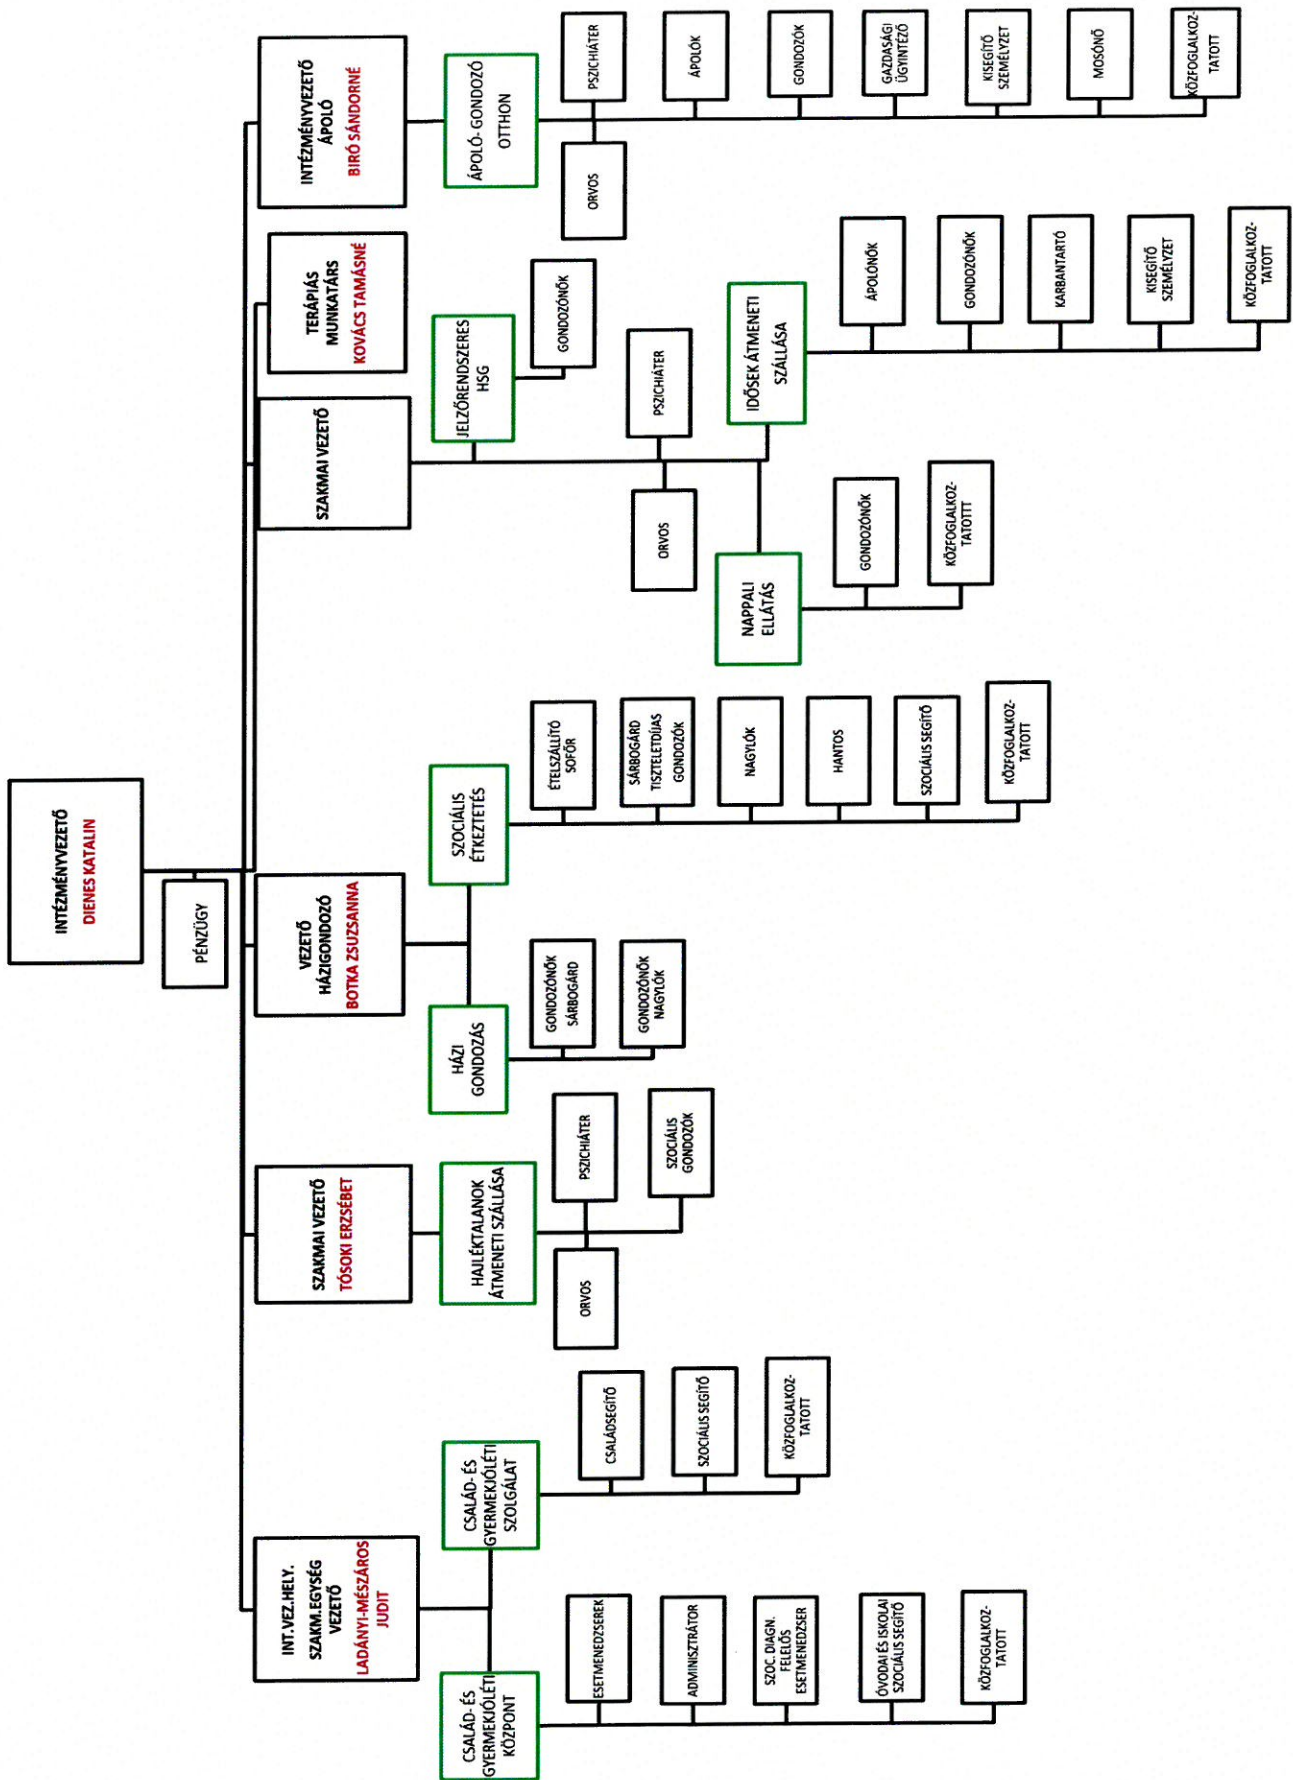 INTÉZMÉNYVEZETŐ
DIENES KATALIN
PÉNZÜGY
INT.VEZ.HELY.
SZAKM.EGYSÉG
VEZETŐ
LADÁNYI-MÉSZÁROS
JUDIT
CSALÁD- ÉS
GYERMEKJÓLÉTI
KÖZPONT
ESETMENEDZSEREK
ADMINISZTRÁTOR
SZOC. DIAGN.
FELELŐS
ESETMENEDZSER
ÓVODAI ÉS ISKOLAI
SZOCIÁLIS SEGÍTŐ
KÖZFOGLALKOZ-
TATOTT
CSALÁD- ÉS
GYERMEKJÓLÉTI
SZOLGÁLAT
CSALÁDSEGÍTŐ
SZOCIÁLIS SEGÍTŐ
KÖZFOGLALKOZ-
TATOTT
SZAKMAI VEZETŐ
TÓSOKI ERZSÉBET
HAJLÉKTALANOK
ÁTMENETI SZÁLLÁSA
ORVOS
PSZICHIÁTER
SZOCIÁLIS
GONDOZÓK
VEZETŐ
HÁZIGONDOZÓ
BOTKA ZSUZSANNA
HÁZI
GONDOZÁS
GONDOZÓNŐK
SÁRBOGÁRD
GONDOZÓNŐK
NAGYLÓK
SZOCIÁLIS
ÉTKEZTETÉS
ÉTELSZÁLLÍTÓ
SOFŐR
SÁRBOGÁRD
TISZTELETDÍJAS
GONDOZÓK
NAGYLÓK
HANTOS
SZOCIÁLIS SEGÍTŐ
KÖZFOGLALKOZ-
TATOTT
SZAKMAI VEZETŐ
JELZŐRENDSZERES
HSG
GONDOZÓNŐK
ORVOS
PSZICHIÁTER
NAPPALI
ELLÁTÁS
GONDOZÓNŐK
KÖZFOGLALKOZ-
TATOTTT
IDŐSEK ÁTMENETI
SZÁLLÁSA
ÁPOLÓNŐK
GONDOZÓNŐK
KARBANTARTÓ
KISEGÍTŐ
SZEMÉLYZET
KÖZFOGLALKOZ-
TATOTT
TERÁPIÁS
MUNKATÁRS
KOVÁCS TAMÁSNÉ
INTÉZMÉNYVEZETŐ
ÁPOLÓ
BIRÓ SÁNDORNÉ
ÁPOLÓ- GONDOZÓ
OTTHON
ORVOS
PSZICHIÁTER
ÁPOLÓK
GONDOZÓK
GAZDASÁGI
ÜGYINTÉZŐ
KISEGÍTŐ
SZEMÉLYZET
MOSÓNŐ
KÖZFOGLALKOZ-
TATOTT